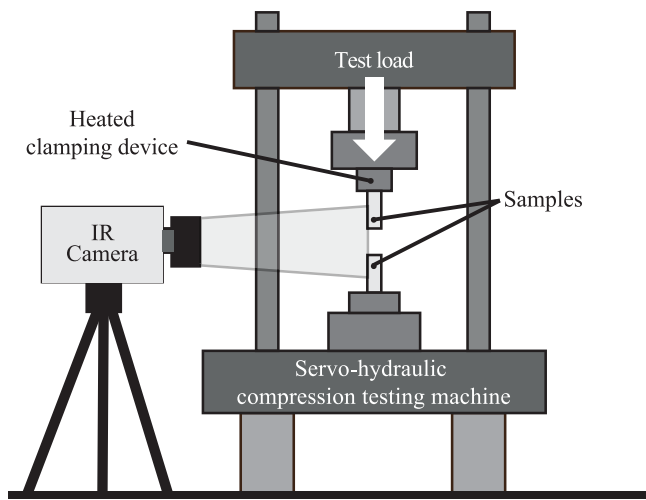 Test load
Heated
clamping device
Samples
IR
Camera
Servo-hydraulic
compression testing machine